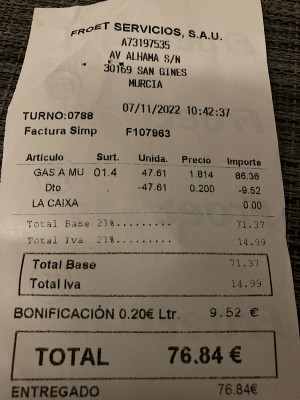 FROET SERVICIOS, S.A.U.
A73197535
AV ALHAMA S/N
30169 SAN GINES
MURCIA
07/11/2022 10:42:37
TURNO:0788
Factura Simp F107963
Artículo Surt. Unida. Precio Importe
GAS A MU 01.4 47.61 1.814 86.36
Dto -47.61 0.200 -9.52
LA CAIXA 0.00
Total Base 21%......... 71.37
Total Iva 21%......... 14.99
Total Base 71.37
Total Iva 14.99
BONIFICACIÓN 0.20€ Ltr. 9.52 €
TOTAL 76.84 €
ENTREGADO 76.84€